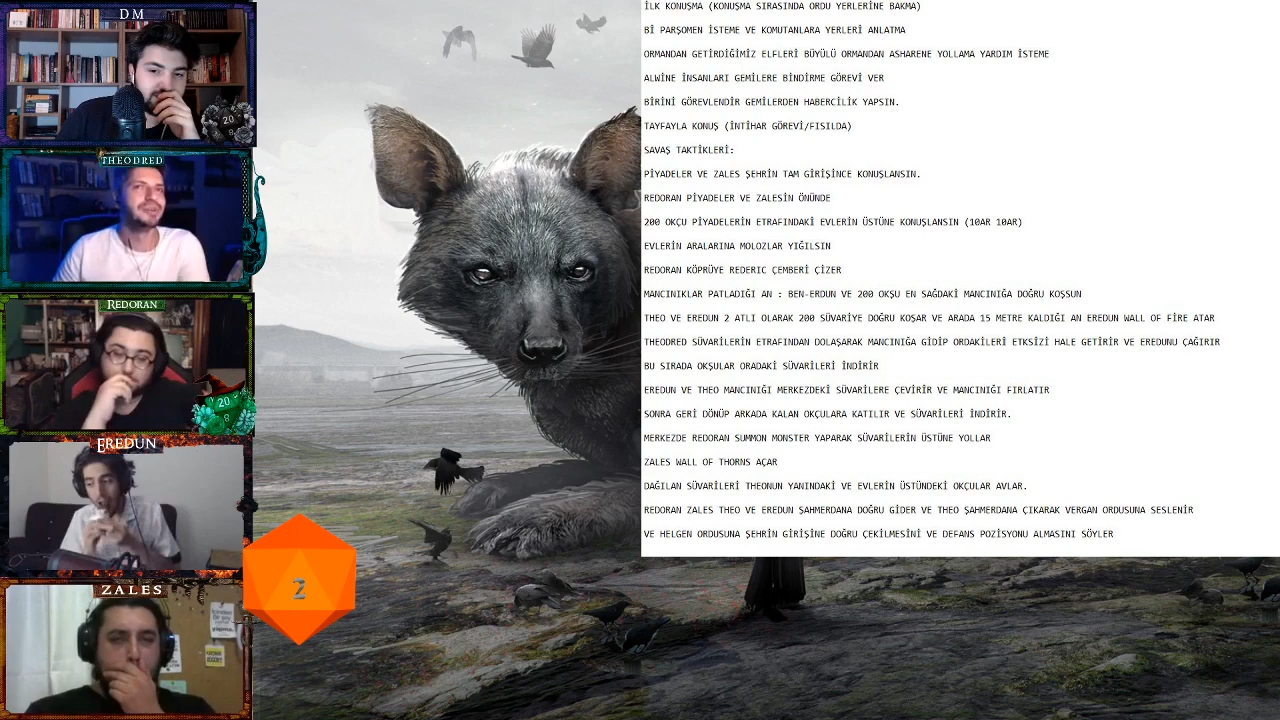 DM
THEODRED
REDORAN
EREDUN
ZALES
20
8
20
8
2
İLK KONUŞMA (KONUŞMA SIRASINDA ORDU YERLERİNE BAKMA)
Bİ PARŞOMEN İSTEME VE KOMUTANLARA YERLERİ ANLATMA
ORMANDAN GETİRDİĞİMİZ ELFLERİ BÜYÜLÜ ORMANDAN ASHARENE YOLLAMA YARDIM İSTEME
ALWİNE İNSANLARI GEMİLERE BİNDİRME GÖREVİ VER
BİRİNİ GÖREVLENDİR GEMİLERDEN HABERCİLİK YAPSIN.
TAYFAYLA KONUŞ (İNTİHAR GÖREVİ/FISILDA)
SAVAŞ TAKTİKLERİ:
PİYADELER VE ZALES ŞEHRİN TAM GİRİŞİNCE KONUŞLANSIN.
REDORAN PİYADELER VE ZALESİN ÖNÜNDE
200 OKÇU PİYADELERİN ETRAFINDAKİ EVLERİN ÜSTÜNE KONUŞLANSIN (10AR 10AR)
EVLERİN ARALARINA MOLOZLAR YIĞILSIN
REDORAN KÖPRÜYE REDERIC ÇEMBERİ ÇİZER
MANCINIKLAR PATLADIĞI AN : BEN-ERDUN VE 300 OKŞU EN SAĞDAKİ MANCINIĞA DOĞRU KOŞSUN
THEO VE EREDUN 2 ATLI OLARAK 200 SÜVARİYE DOĞRU KOŞAR VE ARADA 15 METRE KALDIĞI AN EREDUN WALL OF FİRE ATAR
THEODRED SÜVARİLERİN ETRAFINDAN DOLAŞARAK MANCINIĞA GİDİP ORDAKİLERİ ETKSİZİ HALE GETİRİR VE EREDUNU ÇAĞIRIR
BU SIRADA OKŞULAR ORADAKİ SÜVARİLERİ İNDİRİR
EREDUN VE THEO MANCINIĞI MERKEZDEKİ SÜVARİLERE ÇEVİRİR VE MANCINIĞI FIRLATIR
SONRA GERİ DÖNÜP ARKADA KALAN OKÇULARA KATILIR VE SÜVARİLERİ İNDİRİR.
MERKEZDE REDORAN SUMMON MONSTER YAPARAK SÜVARİLERİN ÜSTÜNE YOLLAR
ZALES WALL OF THORNS AÇAR
DAĞILAN SÜVARİLERİ THEONUN YANINDAKİ VE EVLERİN ÜSTÜNDEKİ OKÇULAR AVLAR.
REDORAN ZALES THEO VE EREDUN ŞAHMERDANA DOĞRU GİDER VE THEO ŞAHMERDANA ÇIKARAK VERGAN ORDUSUNA SESLENİR
VE HELGEN ORDUSUNA ŞEHRİN GİRİŞİNE DOĞRU ÇEKİLMESİNİ VE DEFANS POZİSYONU ALMASINI SÖYLER